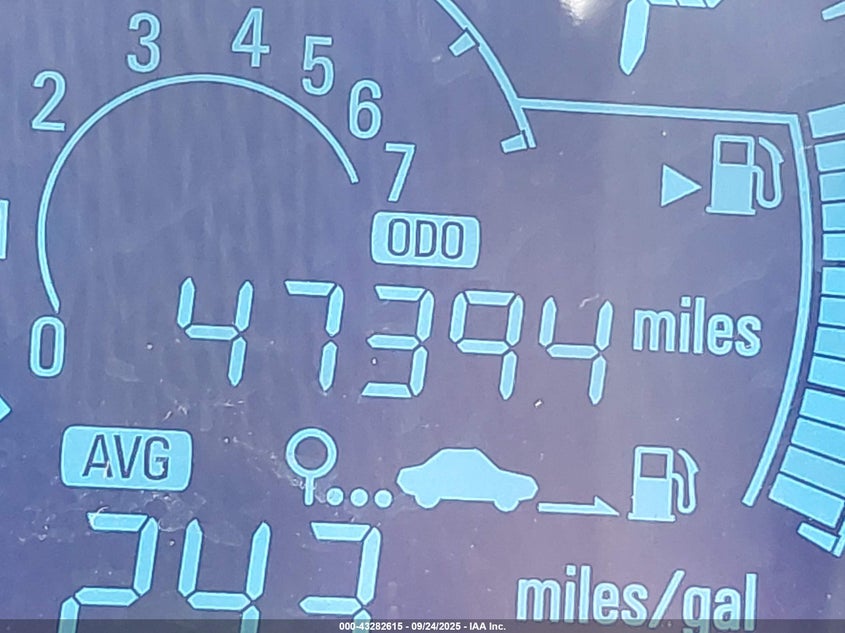 2 3 4 5 6 7
0
ODO
47394 miles
AVG
miles/gal
000-43282615 - 09/24/2025 - IAA Inc.